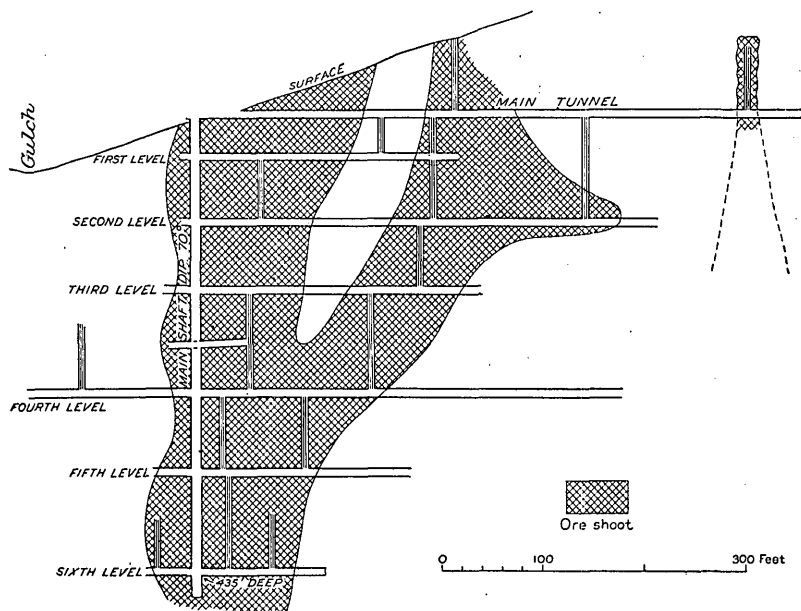 SURFACE
MAIN TUNNEL
Gulch
FIRST LEVEL
SECOND LEVEL
MAIN SHAFT DIP 70°
THIRD LEVEL
FOURTH LEVEL
FIFTH LEVEL
Ore shoot
SIXTH LEVEL
435' DEEP
0 100 300 Feet